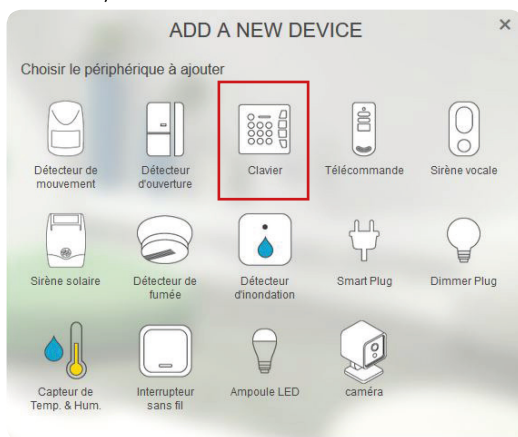 ADD A NEW DEVICE ×
Choisir le périphérique à ajouter
Détecteur de
mouvement
Détecteur
d'ouverture
Clavier
Télécommande
Sirène vocale
Sirène solaire
Détecteur de
fumée
Détecteur
d'inondation
Smart Plug
Dimmer Plug
Capteur de
Temp. & Hum.
Interrupteur
sans fil
Ampoule LED
caméra